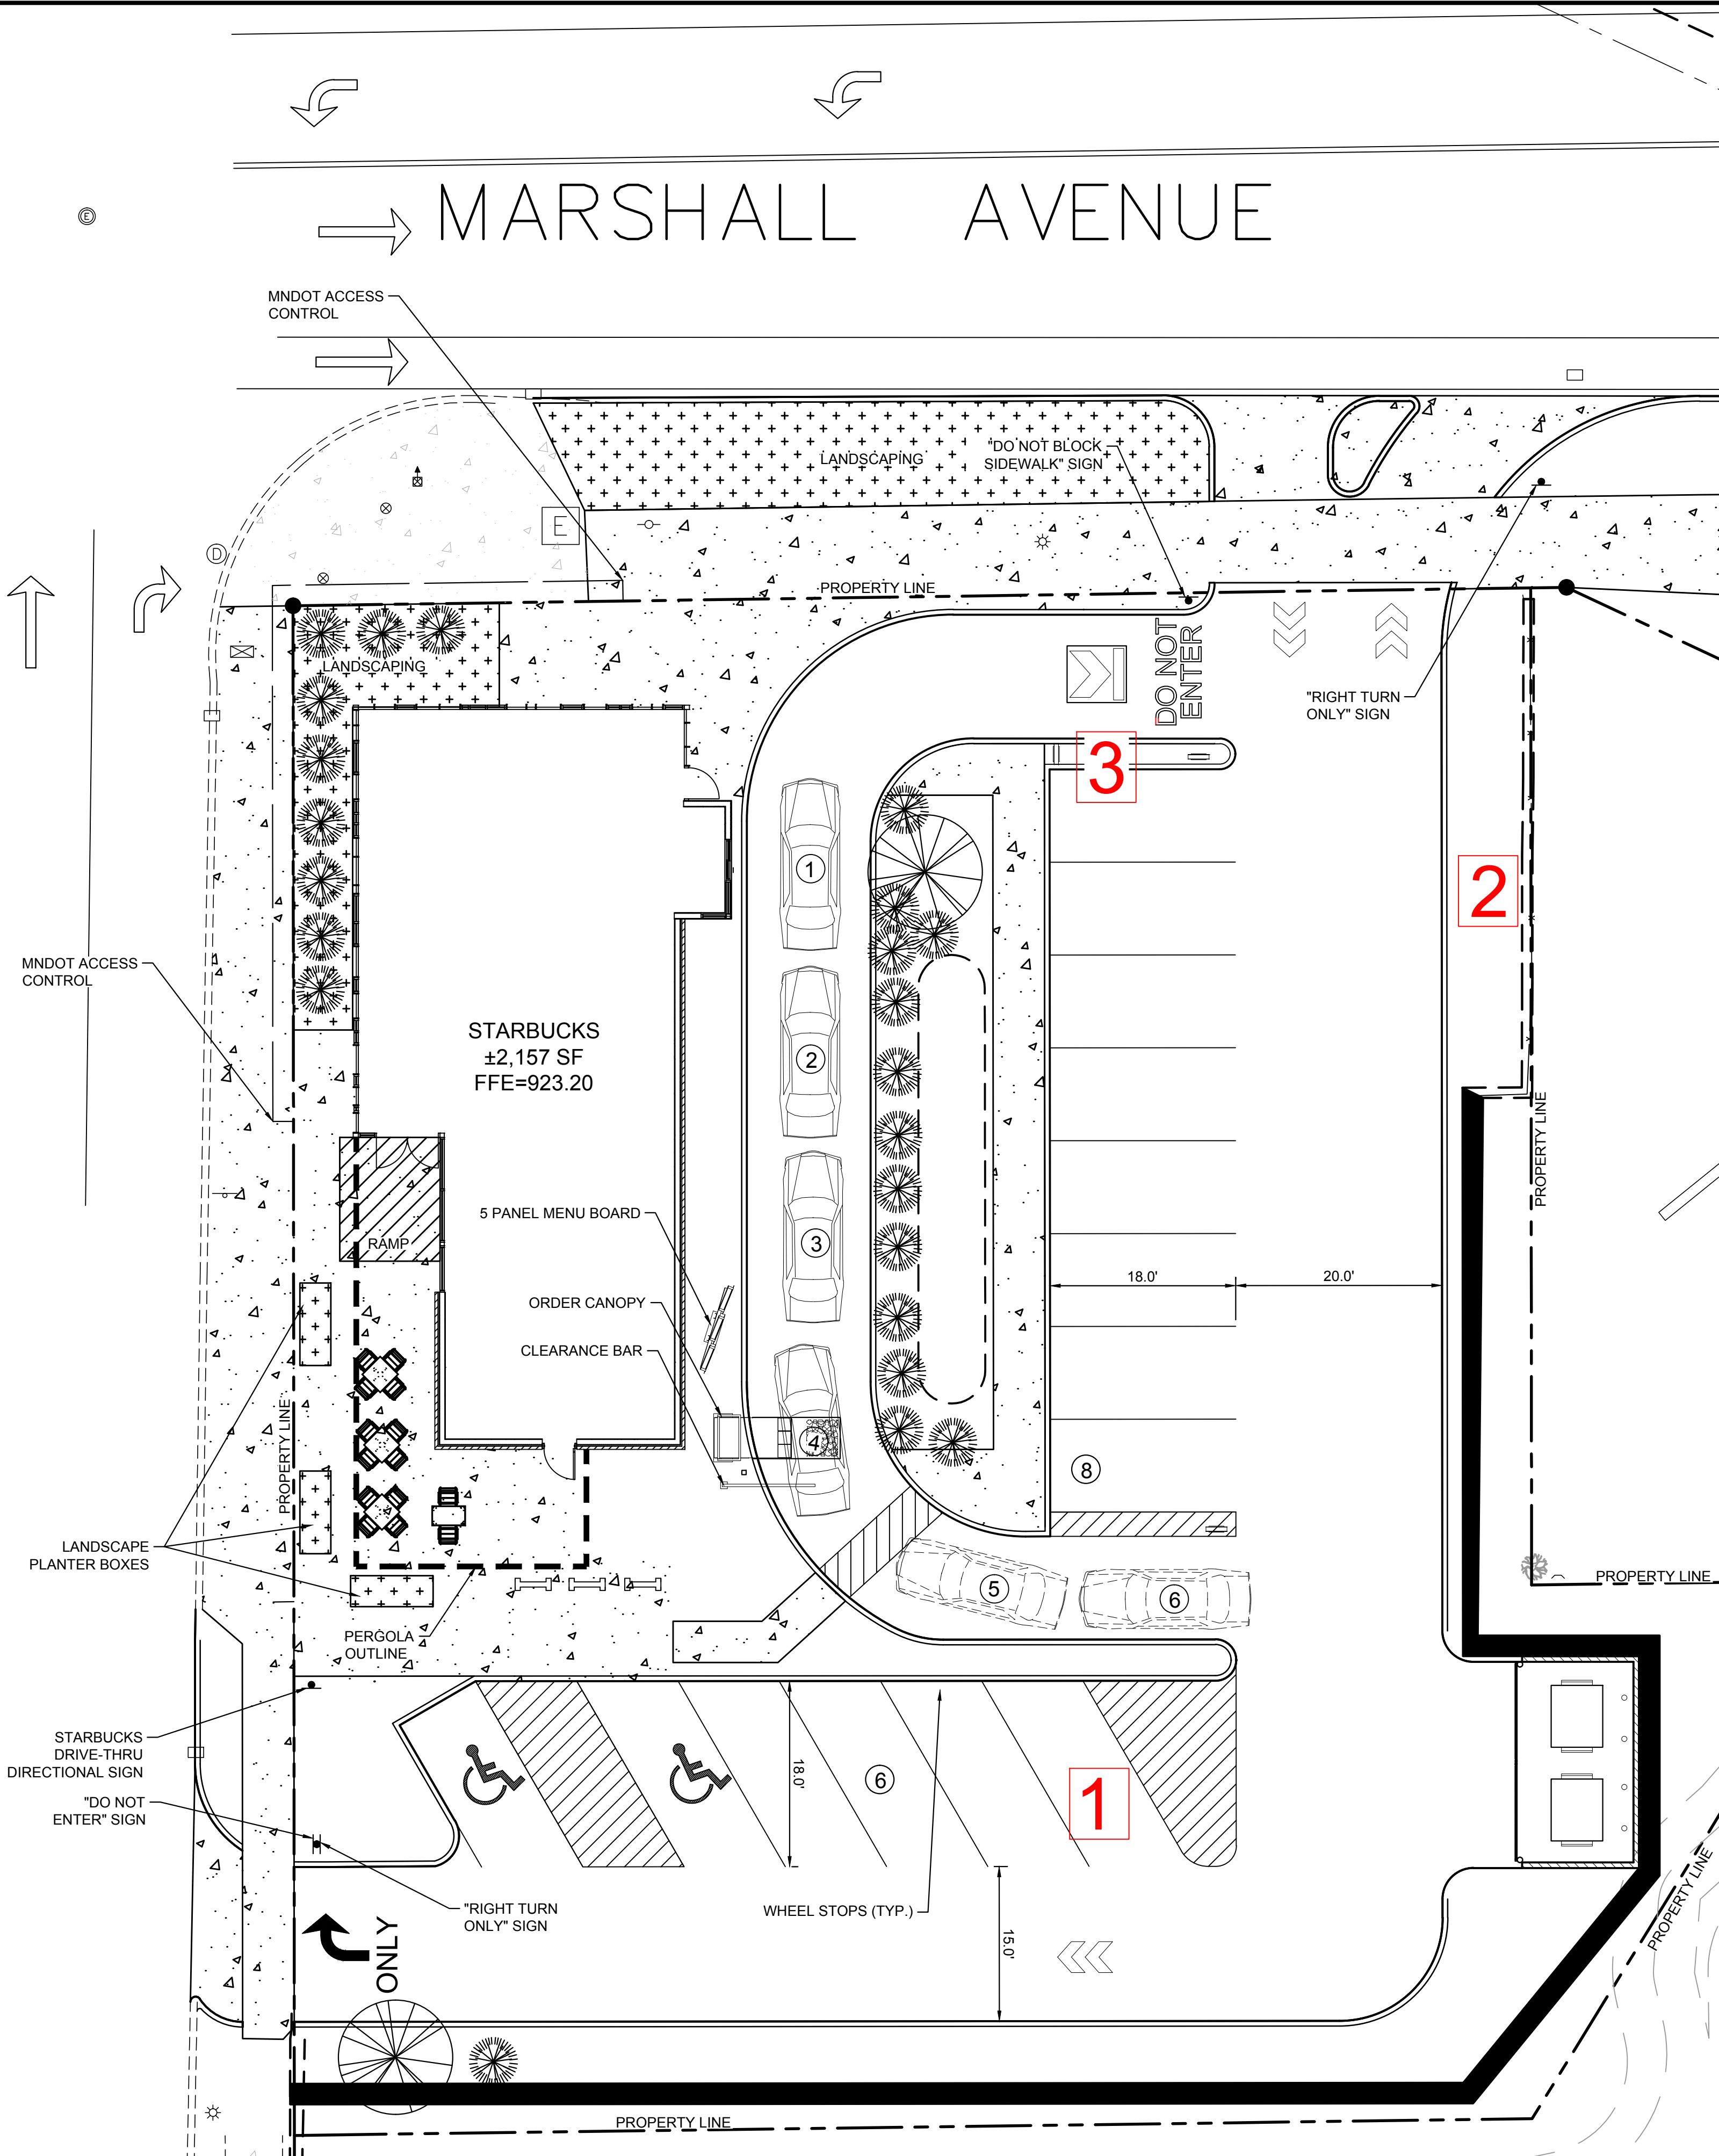 MARSHALL AVENUE
E
MNDOT ACCESS
CONTROL
LANDSCAPING
"DO NOT BLOCK
SIDEWALK" SIGN
E
D
PROPERTY LINE
DO NOT
ENTER
LANDSCAPING
"RIGHT TURN
ONLY" SIGN
3
1
2
MNDOT ACCESS
CONTROL
STARBUCKS
±2,157 SF
FFE=923.20
2
PROPERTY LINE
5 PANEL MENU BOARD
3
RAMP
18.0'
20.0'
ORDER CANOPY
CLEARANCE BAR
4
PROPERTY LINE
8
LANDSCAPE
PLANTER BOXES
5
6
PROPERTY LINE
PERGOLA
OUTLINE
STARBUCKS
DRIVE-THRU
DIRECTIONAL SIGN
18.0'
6
1
"DO NOT
ENTER" SIGN
"RIGHT TURN
ONLY" SIGN
WHEEL STOPS (TYP.)
ONLY
15.0'
PROPERTY LINE
PROPERTY LINE